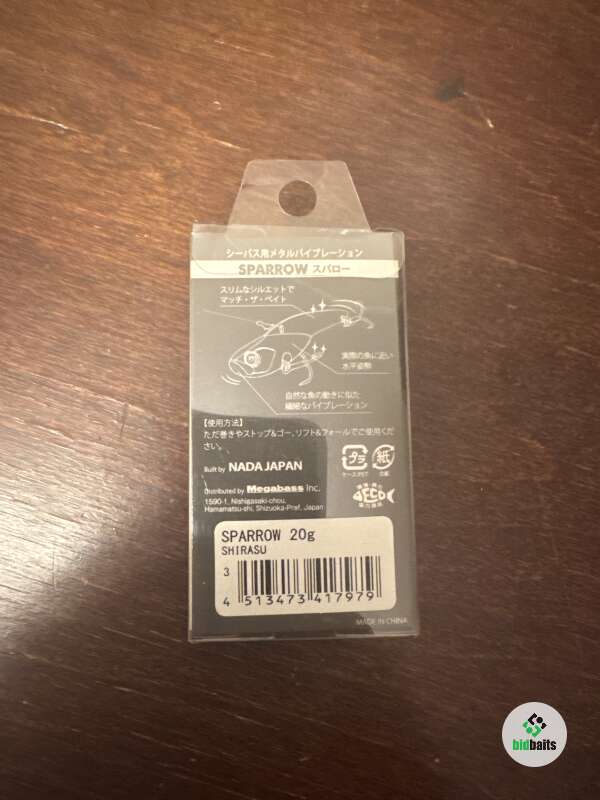 シーバス用メタルバイブレーション
SPARROW スパロー
スリムなシルエットで
マッチ・ザ・ベイト
実際の魚に近い
水平姿勢
自然な魚の動きに似た
繊細なバイブレーション
【使用方法】
ただ巻きやストップ&ゴー、リフト&フォールでご使用くだ
さい。
Built by NADA JAPAN
プラ 紙
Distributed by Megabass Inc.
1590-1, Nishigasaki-chou,
Hamamatsu-shi, Shizuoka-Pref, Japan
ECO
SPARROW 20g
SHIRASU
3
4 513473 417979
MADE IN CHINA
bidbaits